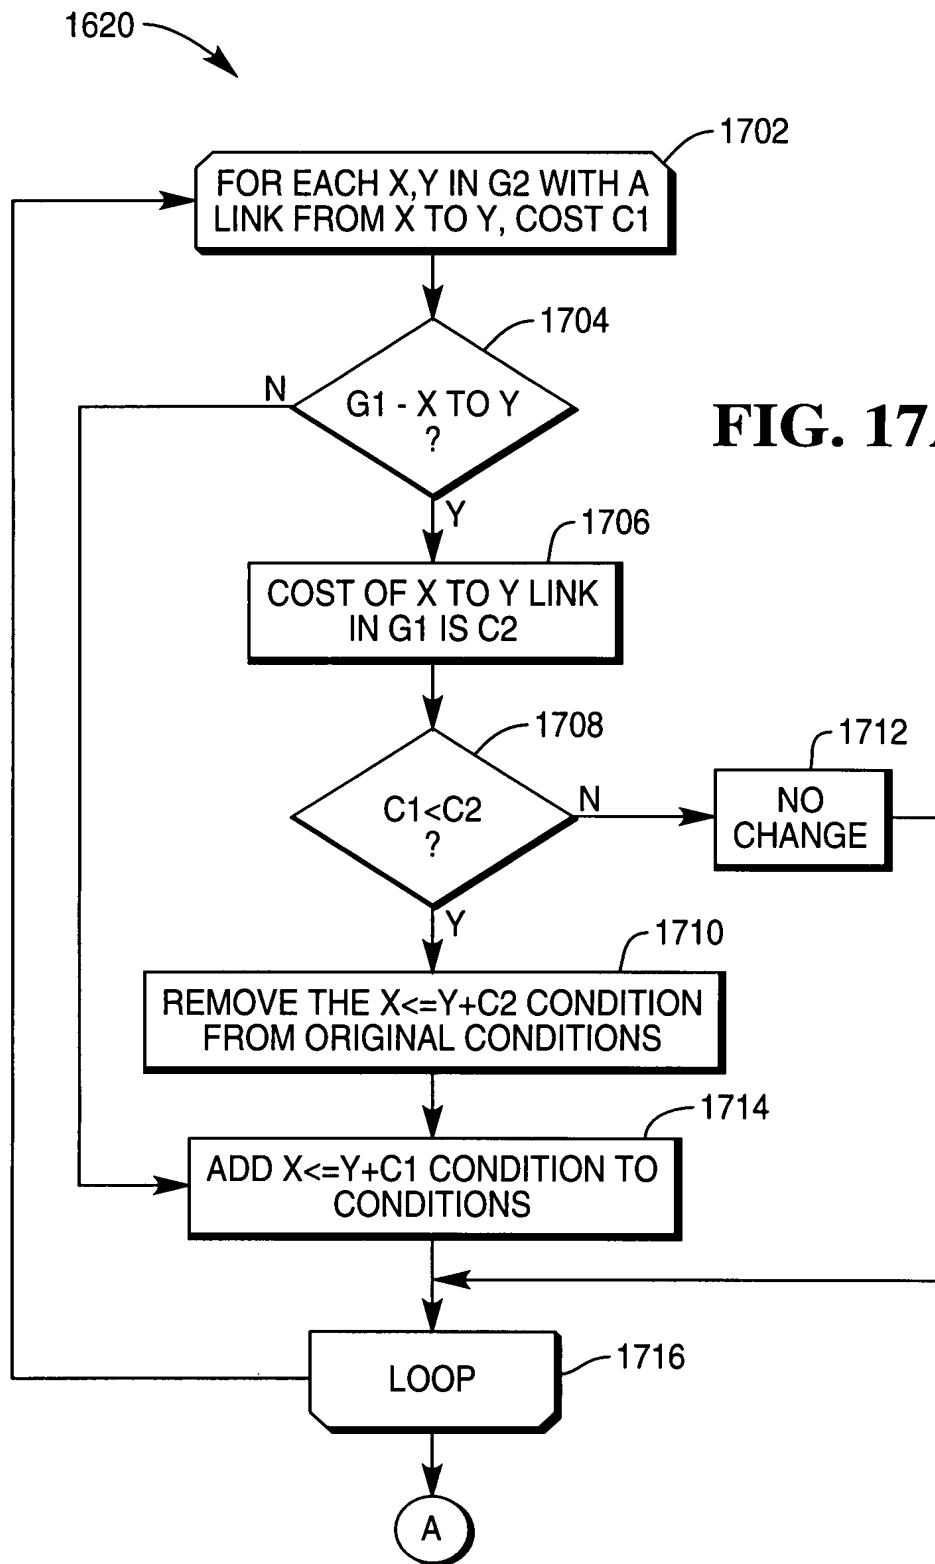 1620
1702
FOR EACH X,Y IN G2 WITH A
LINK FROM X TO Y, COST C1
1704
N
G1 - X TO Y
?
FIG. 17
Y
1706
COST OF X TO Y LINK
IN G1 IS C2
1708
1712
C1<C2
?
N
NO
CHANGE
Y
1710
REMOVE THE X<=Y+C2 CONDITION
FROM ORIGINAL CONDITIONS
1714
ADD X<=Y+C1 CONDITION TO
CONDITIONS
LOOP
1716
A